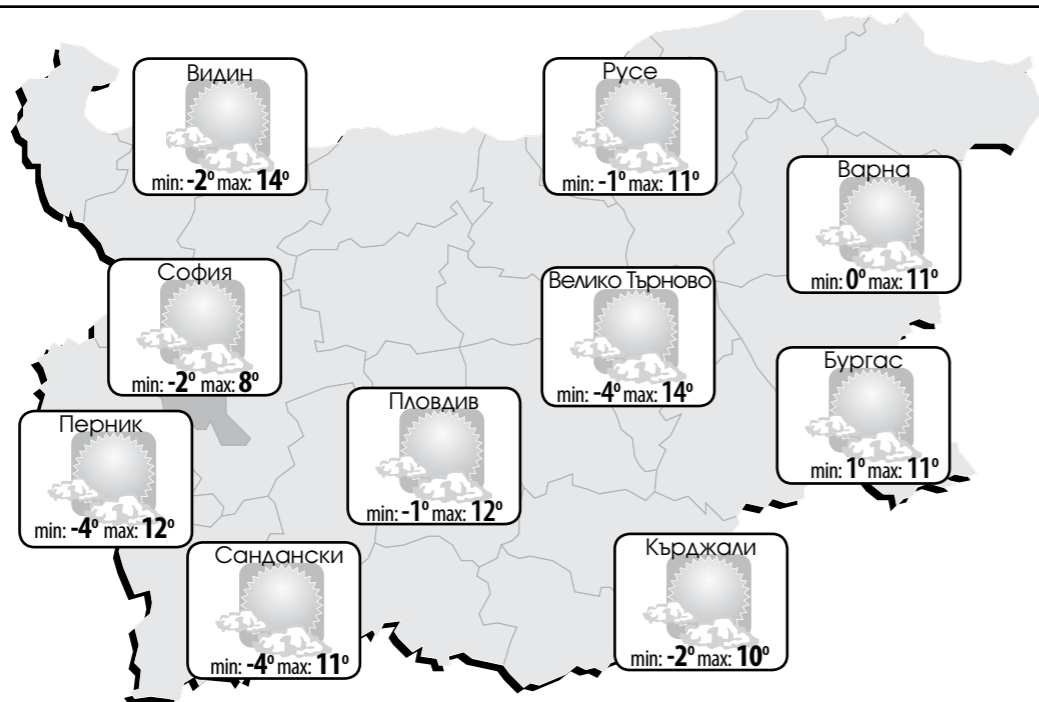 Видин
min: -2° max: 14°
Русе
min: -1° max: 11°
Варна
min: 0° max: 11°
София
min: -2° max: 8°
Велико Търново
min: -4° max: 14°
Бургас
min: 1° max: 11°
Пловдив
min: -1° max: 12°
Перник
min: -4° max: 12°
Сандански
min: -4° max: 11°
Кърджали
min: -2° max: 10°